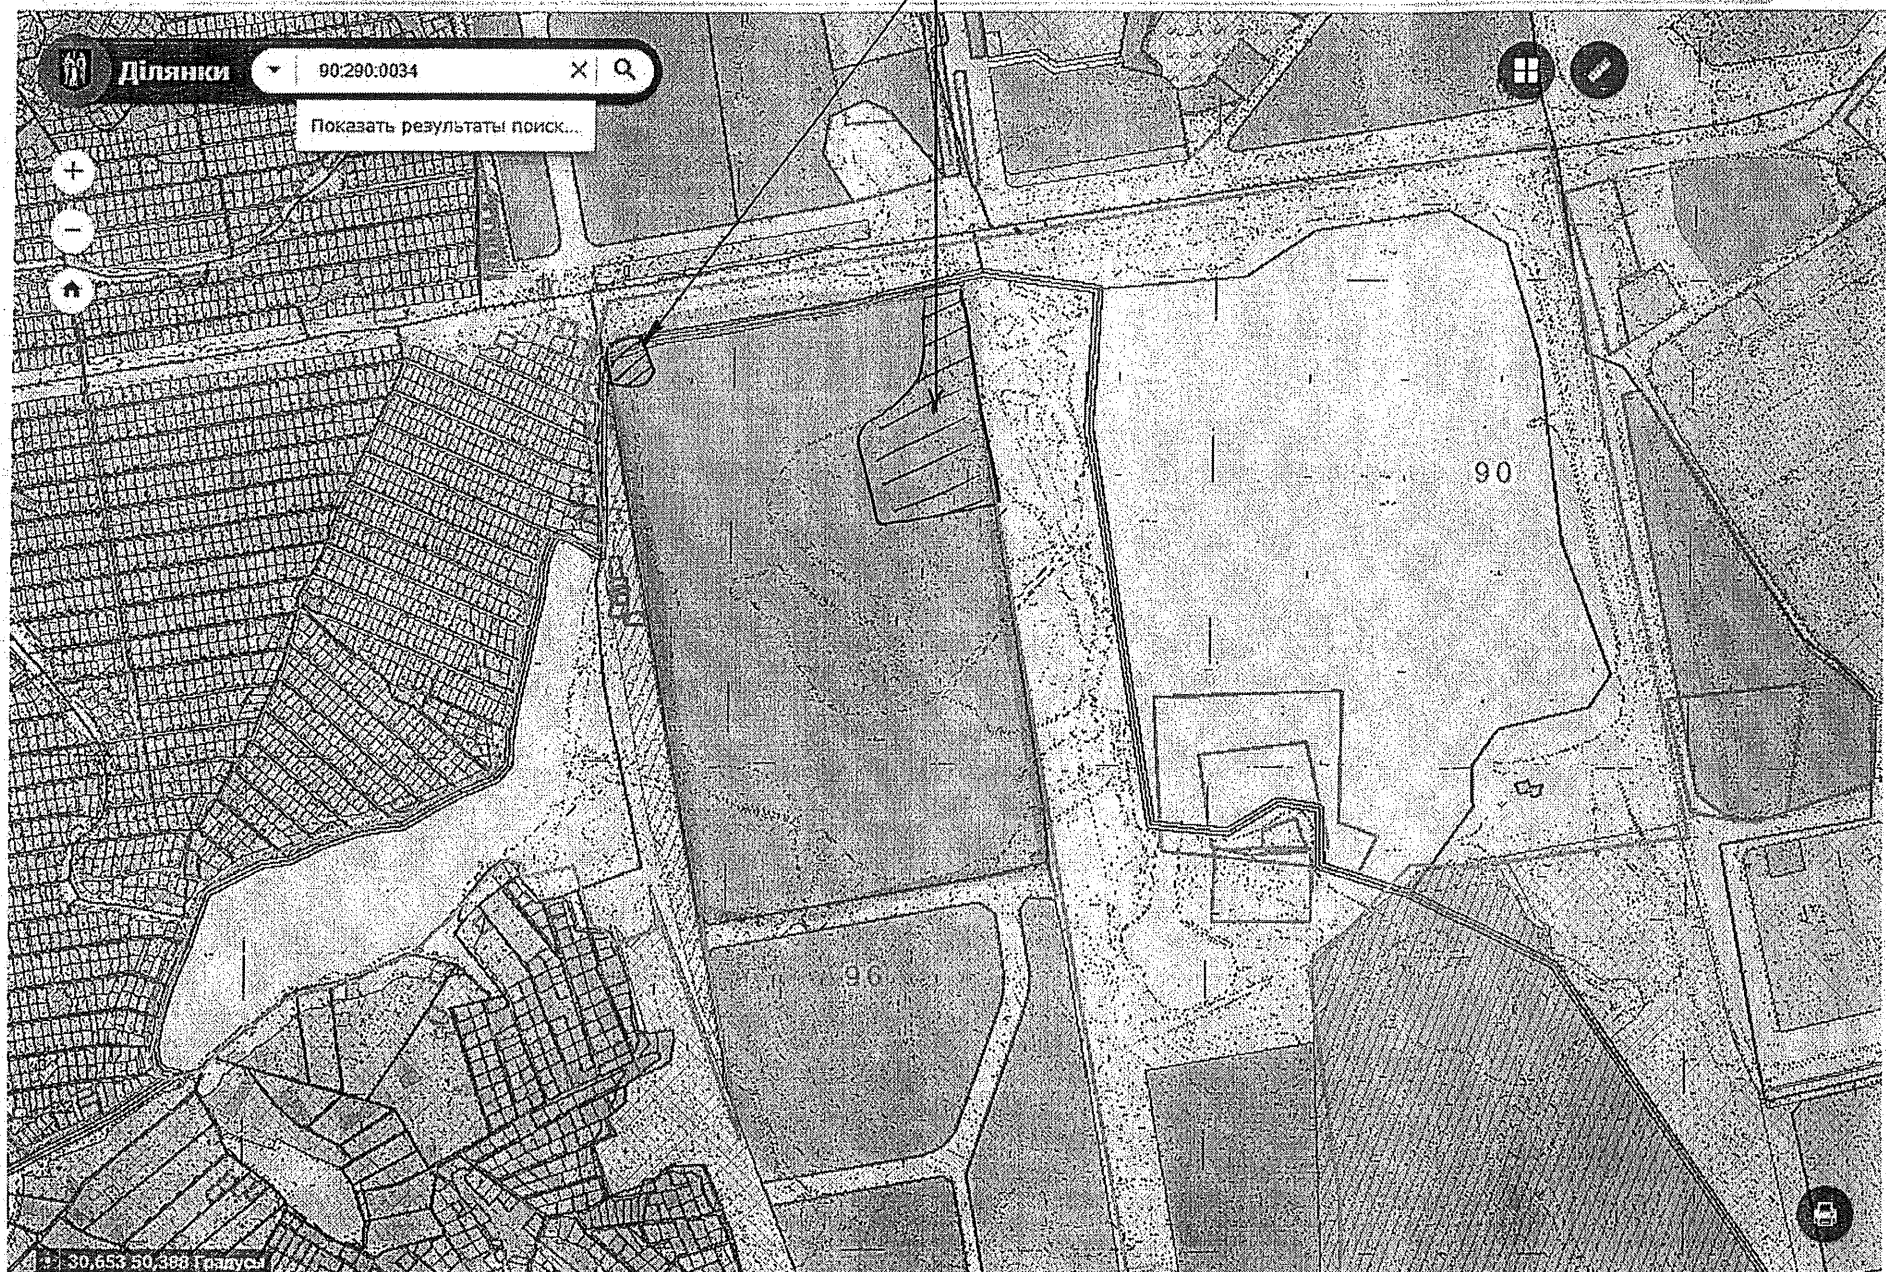 Ділянки
90:290:0034
Показать результаты поиск...
90
96
30,653 50,388 Градусы